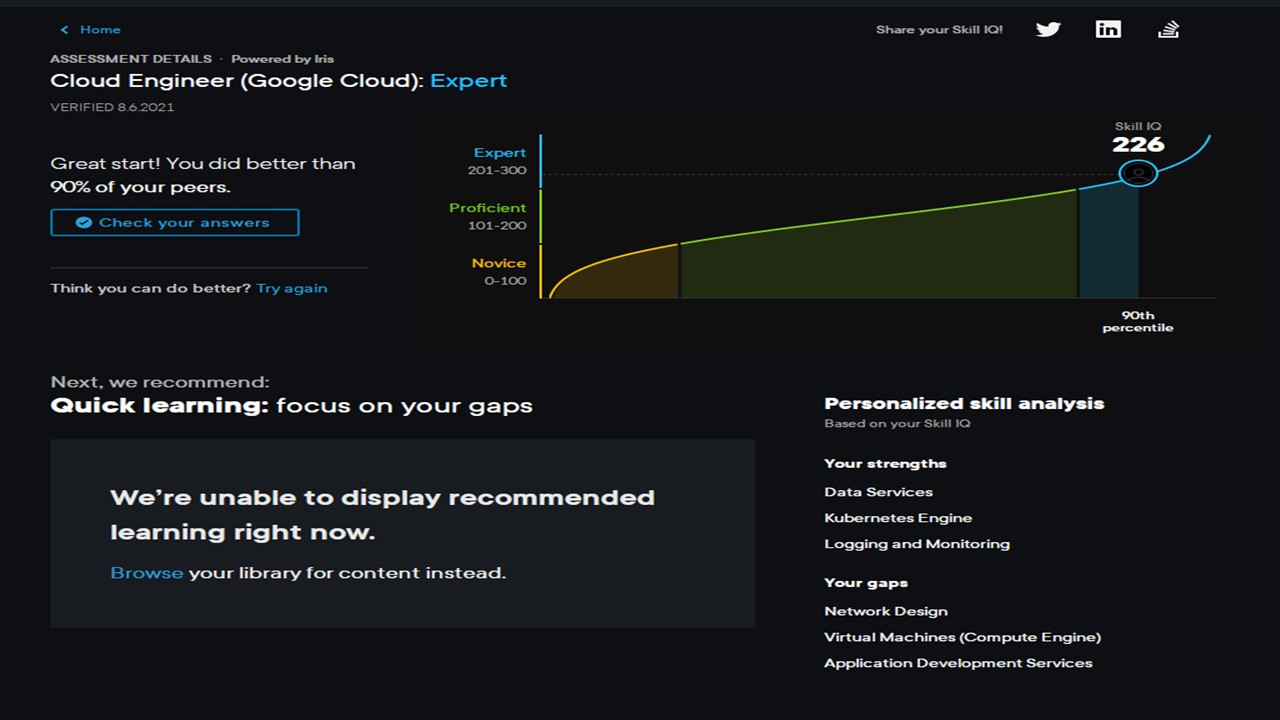 Home
Share your Skill IQ!
ASSESSMENT DETAILS · Powered by Iris
Cloud Engineer (Google Cloud): Expert
VERIFIED 8.6.2021
Great start! You did better than
90% of your peers.
Check your answers
Think you can do better? Try again
Skill IQ
226
Expert
201-300
Proficient
101-200
Novice
0-100
90th
percentile
Next, we recommend:
Quick learning: focus on your gaps
We're unable to display recommended
learning right now.
Browse your library for content instead.
Personalized skill analysis
Based on your Skill IQ
Your strengths
Data Services
Kubernetes Engine
Logging and Monitoring
Your gaps
Network Design
Virtual Machines (Compute Engine)
Application Development Services